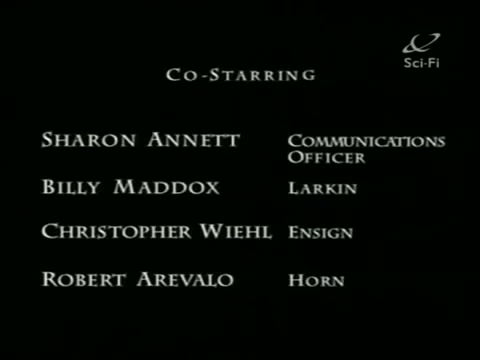 Sci-Fi
Co-Starring
Sharon Annett Communications
Officer
Billy Maddox Larkin
Christopher Wiehl Ensign
Robert Arevalo Horn